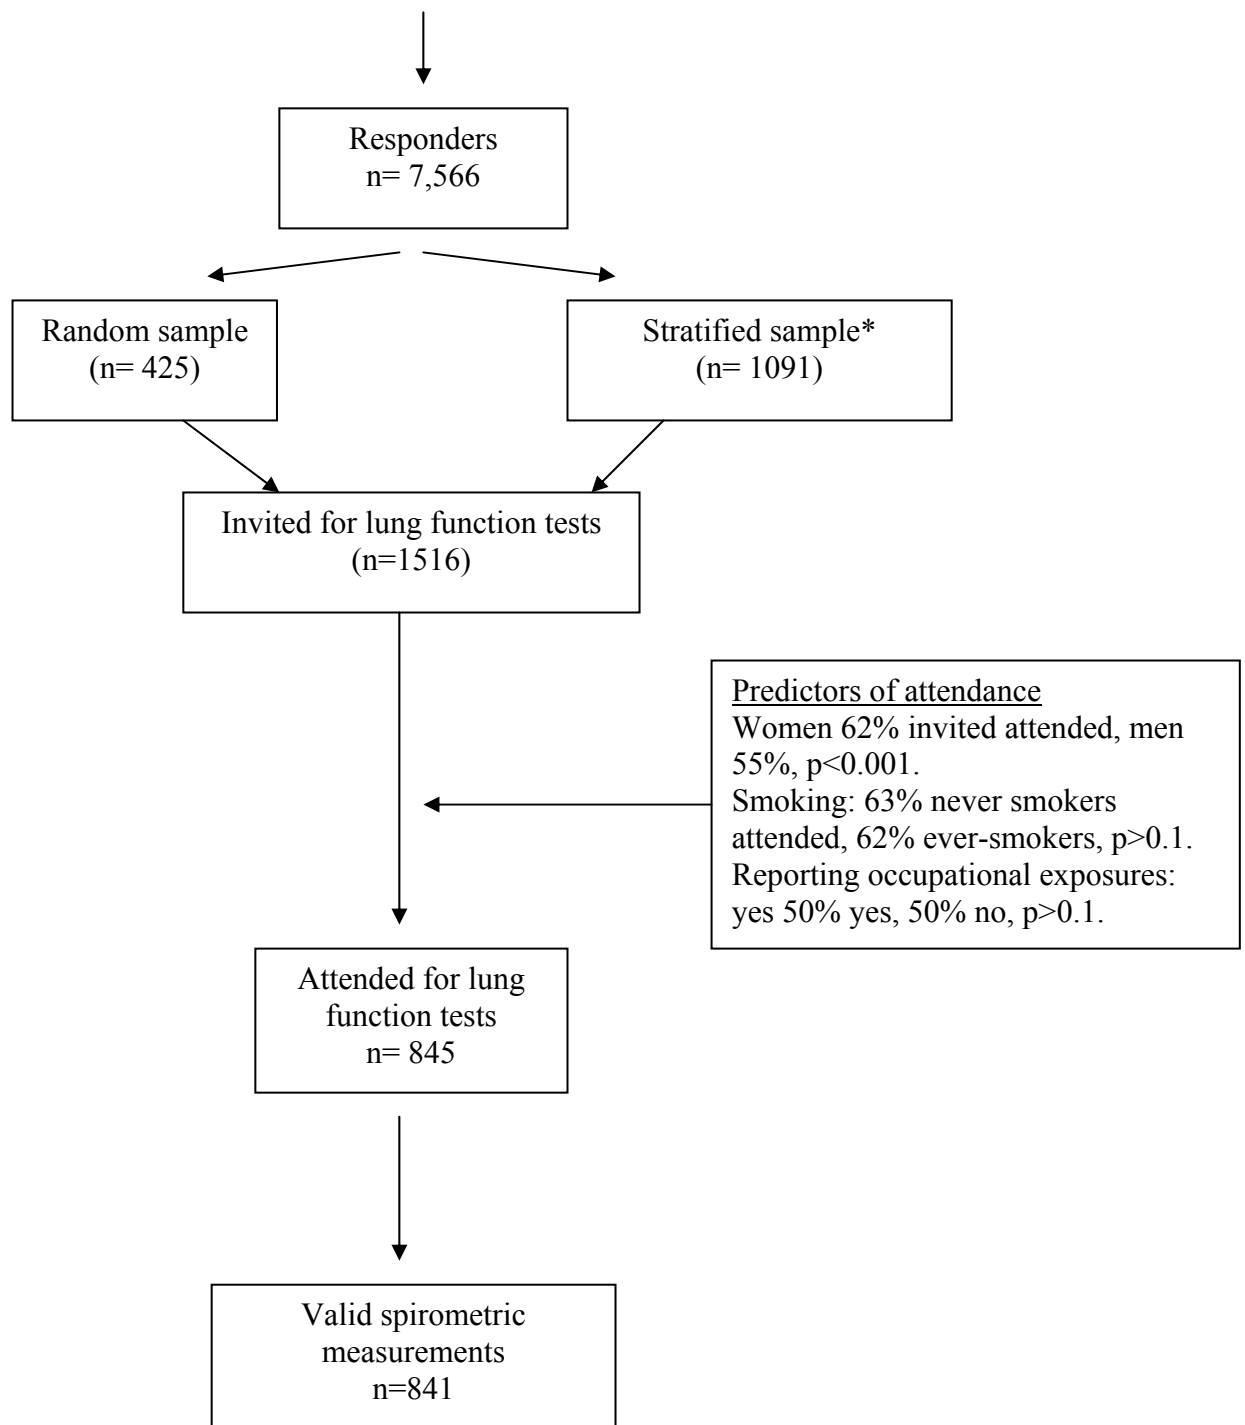 Responders
n= 7,566
Random sample
(n= 425)
Stratified sample*
(n= 1091)
Invited for lung function tests
(n=1516)
Predictors of attendance
Women 62% invited attended, men
55%, p<0.001.
Smoking: 63% never smokers
attended, 62% ever-smokers, p>0.1.
Reporting occupational exposures:
yes 50% yes, 50% no, p>0.1.
Attended for lung
function tests
n= 845
Valid spirometric
measurements
n=841